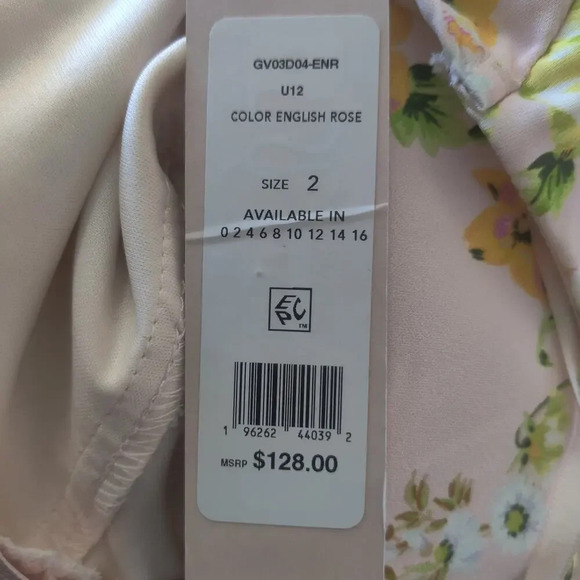 GV03D04-ENR
U12
COLOR ENGLISH ROSE
SIZE 2
AVAILABLE IN
0 2 4 6 8 10 12 14 16
EPC TM
1 96262 44039 2
MSRP $128.00